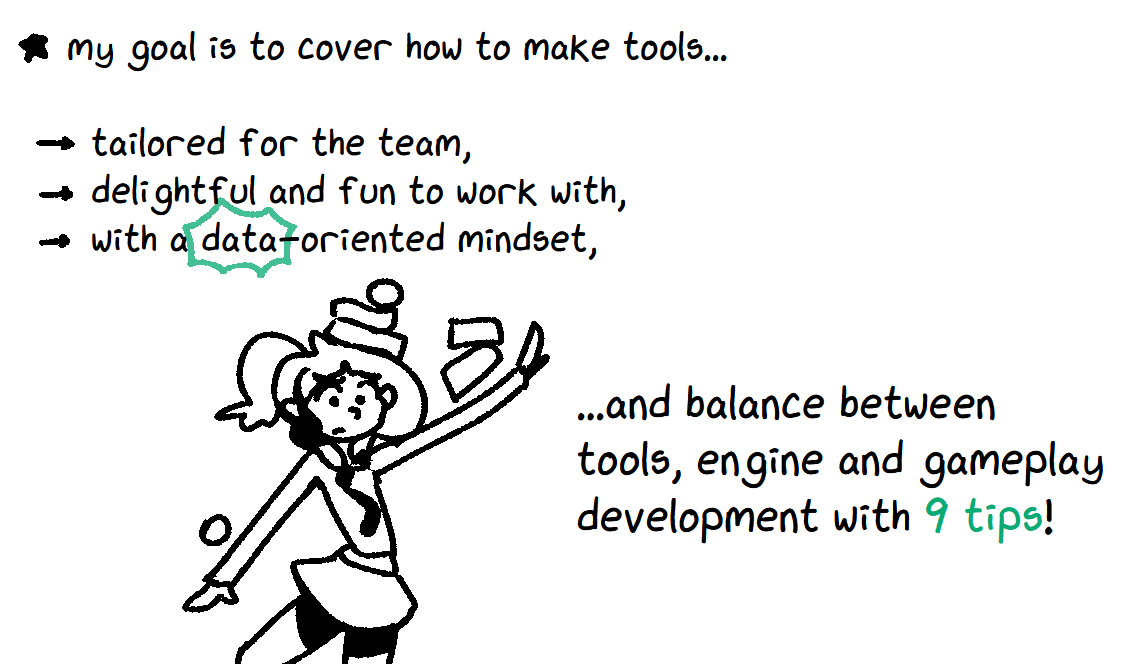 my goal is to cover how to make tools...
tailored for the team,
delightful and fun to work with,
with a data-oriented mindset,
...and balance between
tools, engine and gameplay
development with 9 tips!